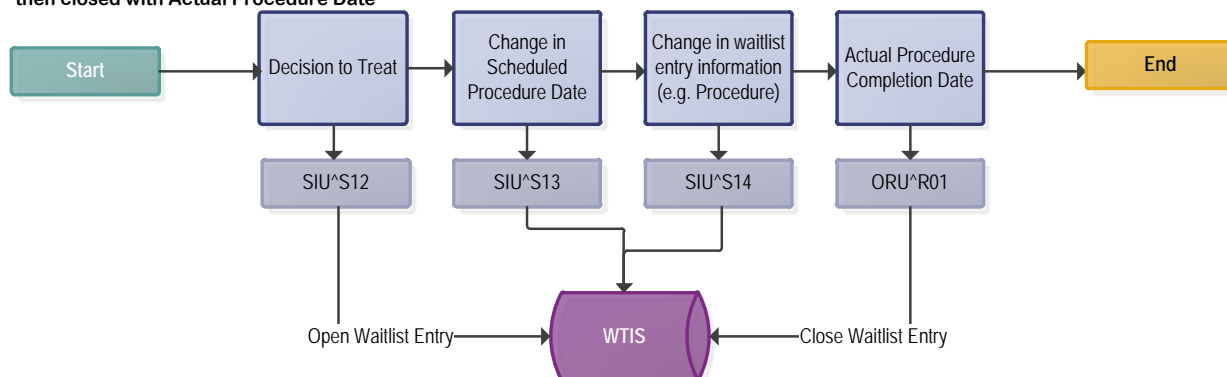 then closed with Actual Procedure Date
Start
Decision to Treat
Change in
Scheduled
Procedure Date
Change in waitlist
entry information
(e.g. Procedure)
Actual Procedure
Completion Date
End
SIU^S12
SIU^S13
SIU^S14
ORU^R01
Open Waitlist Entry
WTIS
Close Waitlist Entry